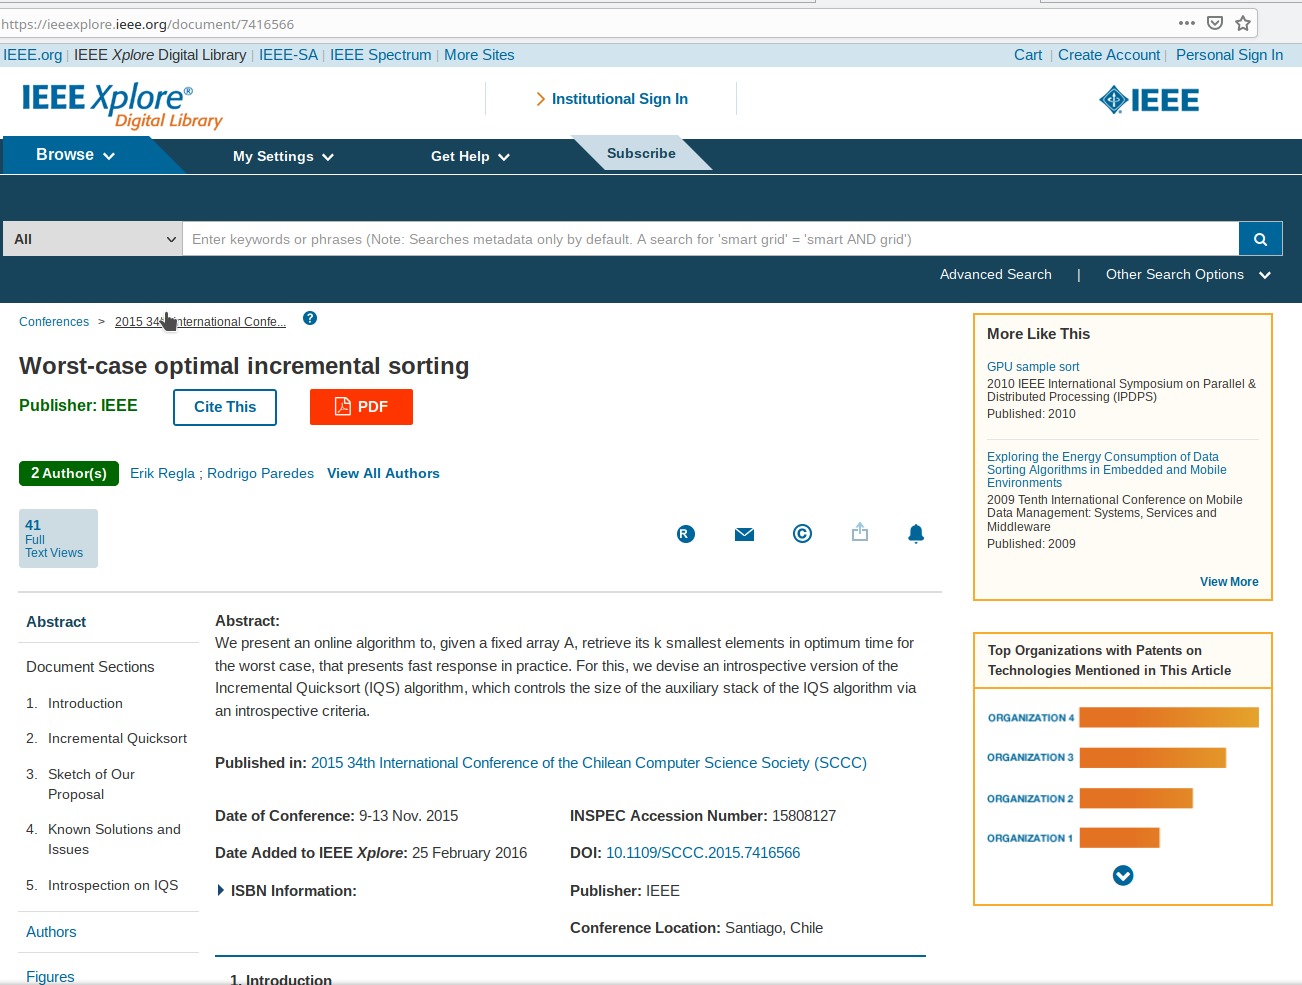 https://ieeexplore.ieee.org/document/7416566
IEEE.org | IEEE Xplore Digital Library | IEEE-SA | IEEE Spectrum | More Sites
Cart | Create Account | Personal Sign In
IEEE Xplore®
Digital Library
Institutional Sign In
IEEE
Browse
My Settings
Get Help
Subscribe
All
Enter keywords or phrases (Note: Searches metadata only by default. A search for 'smart grid' = 'smart AND grid')
Advanced Search | Other Search Options
Conferences > 2015 34th International Confe... ?
Worst-case optimal incremental sorting
Publisher: IEEE
Cite This
PDF
2 Author(s)
Erik Regla ; Rodrigo Paredes
View All Authors
41
Full
Text Views
R
©
Abstract
Document Sections
1. Introduction
2. Incremental Quicksort
3. Sketch of Our
Proposal
4. Known Solutions and
Issues
5. Introspection on IQS
Authors
Figures
Abstract:
We present an online algorithm to, given a fixed array A, retrieve its k smallest elements in optimum time for
the worst case, that presents fast response in practice. For this, we devise an introspective version of the
Incremental Quicksort (IQS) algorithm, which controls the size of the auxiliary stack of the IQS algorithm via
an introspective criteria.
Published in: 2015 34th International Conference of the Chilean Computer Science Society (SCCC)
Date of Conference: 9-13 Nov. 2015
Date Added to IEEE Xplore: 25 February 2016
ISBN Information:
INSPEC Accession Number: 15808127
DOI: 10.1109/SCCC.2015.7416566
Publisher: IEEE
Conference Location: Santiago, Chile
1. Introduction
More Like This
GPU sample sort
2010 IEEE International Symposium on Parallel &
Distributed Processing (IPDPS)
Published: 2010
Exploring the Energy Consumption of Data
Sorting Algorithms in Embedded and Mobile
Environments
2009 Tenth International Conference on Mobile
Data Management: Systems, Services and
Middleware
Published: 2009
View More
Top Organizations with Patents on
Technologies Mentioned in This Article
ORGANIZATION 4
ORGANIZATION 3
ORGANIZATION 2
ORGANIZATION 1